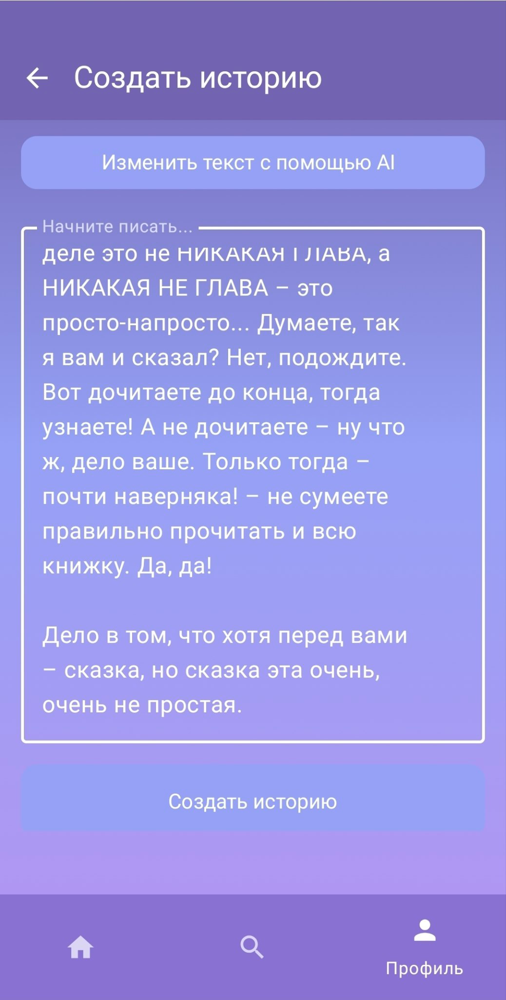 Создать историю
Изменить текст с помощью AI
Начните писать...
деле это не НИКАКАЯ ГЛАВА, а
НИКАКАЯ НЕ ГЛАВА – это
просто-напросто... Думаете, так
я вам и сказал? Нет, подождите.
Вот дочитаете до конца, тогда
узнаете! А не дочитаете – ну что
ж, дело ваше. Только тогда –
почти наверняка! – не сумеете
правильно прочитать и всю
книжку. Да, да!
Дело в том, что хотя перед вами
– сказка, но сказка эта очень,
очень не простая.
Создать историю
Профиль